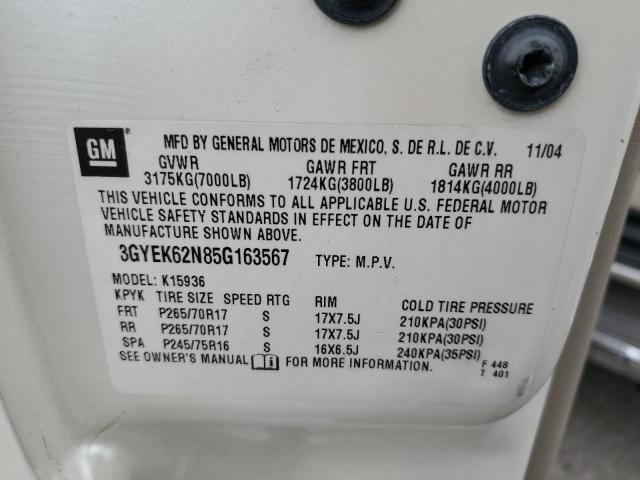 GM
MFD BY GENERAL MOTORS DE MEXICO, S. DE R.L. DE C.V. 11/04
GVWR GAWR FRT GAWR RR
3175KG(7000LB) 1724KG(3800LB) 1814KG(4000LB)
THIS VEHICLE CONFORMS TO ALL APPLICABLE U.S. FEDERAL MOTOR
VEHICLE SAFETY STANDARDS IN EFFECT ON THE DATE OF
MANUFACTURE SHOWN ABOVE.
3GYEK62N85G163567 TYPE: M.P.V.
MODEL: K15936
KPYK TIRE SIZE SPEED RTG RIM COLD TIRE PRESSURE
FRT P265/70R17 S 17X7.5J 210KPA(30PSI)
RR P265/70R17 S 17X7.5J 210KPA(30PSI)
SPA P245/75R16 S 16X6.5J 240KPA(35PSI)
SEE OWNER'S MANUAL i FOR MORE INFORMATION. F 448
T 401